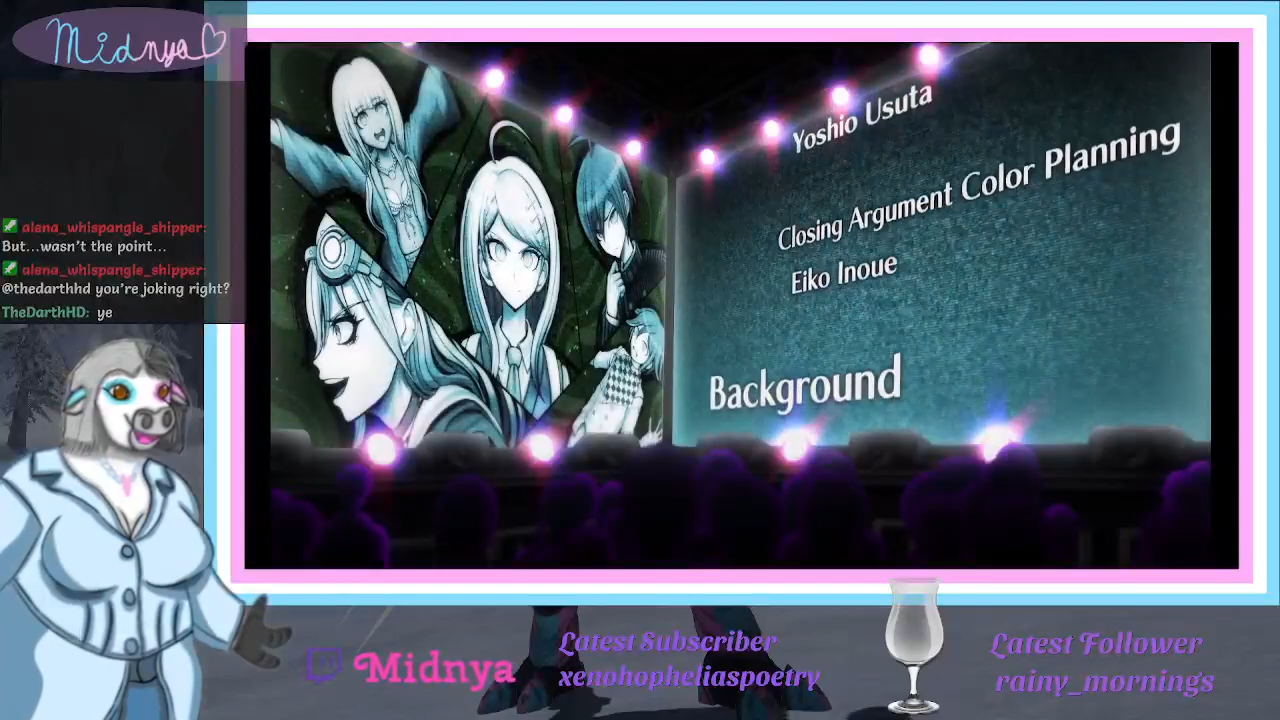 Midnya
alena_whispangle_shipper:
But...wasn't the point...
alena_whispangle_shipper:
@thedarthhd you're joking right?
TheDarthHD: ye
Yoshio Usuta
Closing Argument Color Planning
Eiko Inoue
Background
Midnya
Latest Subscriber
xenohopheliaspoetry
Latest Follower
rainy_mornings